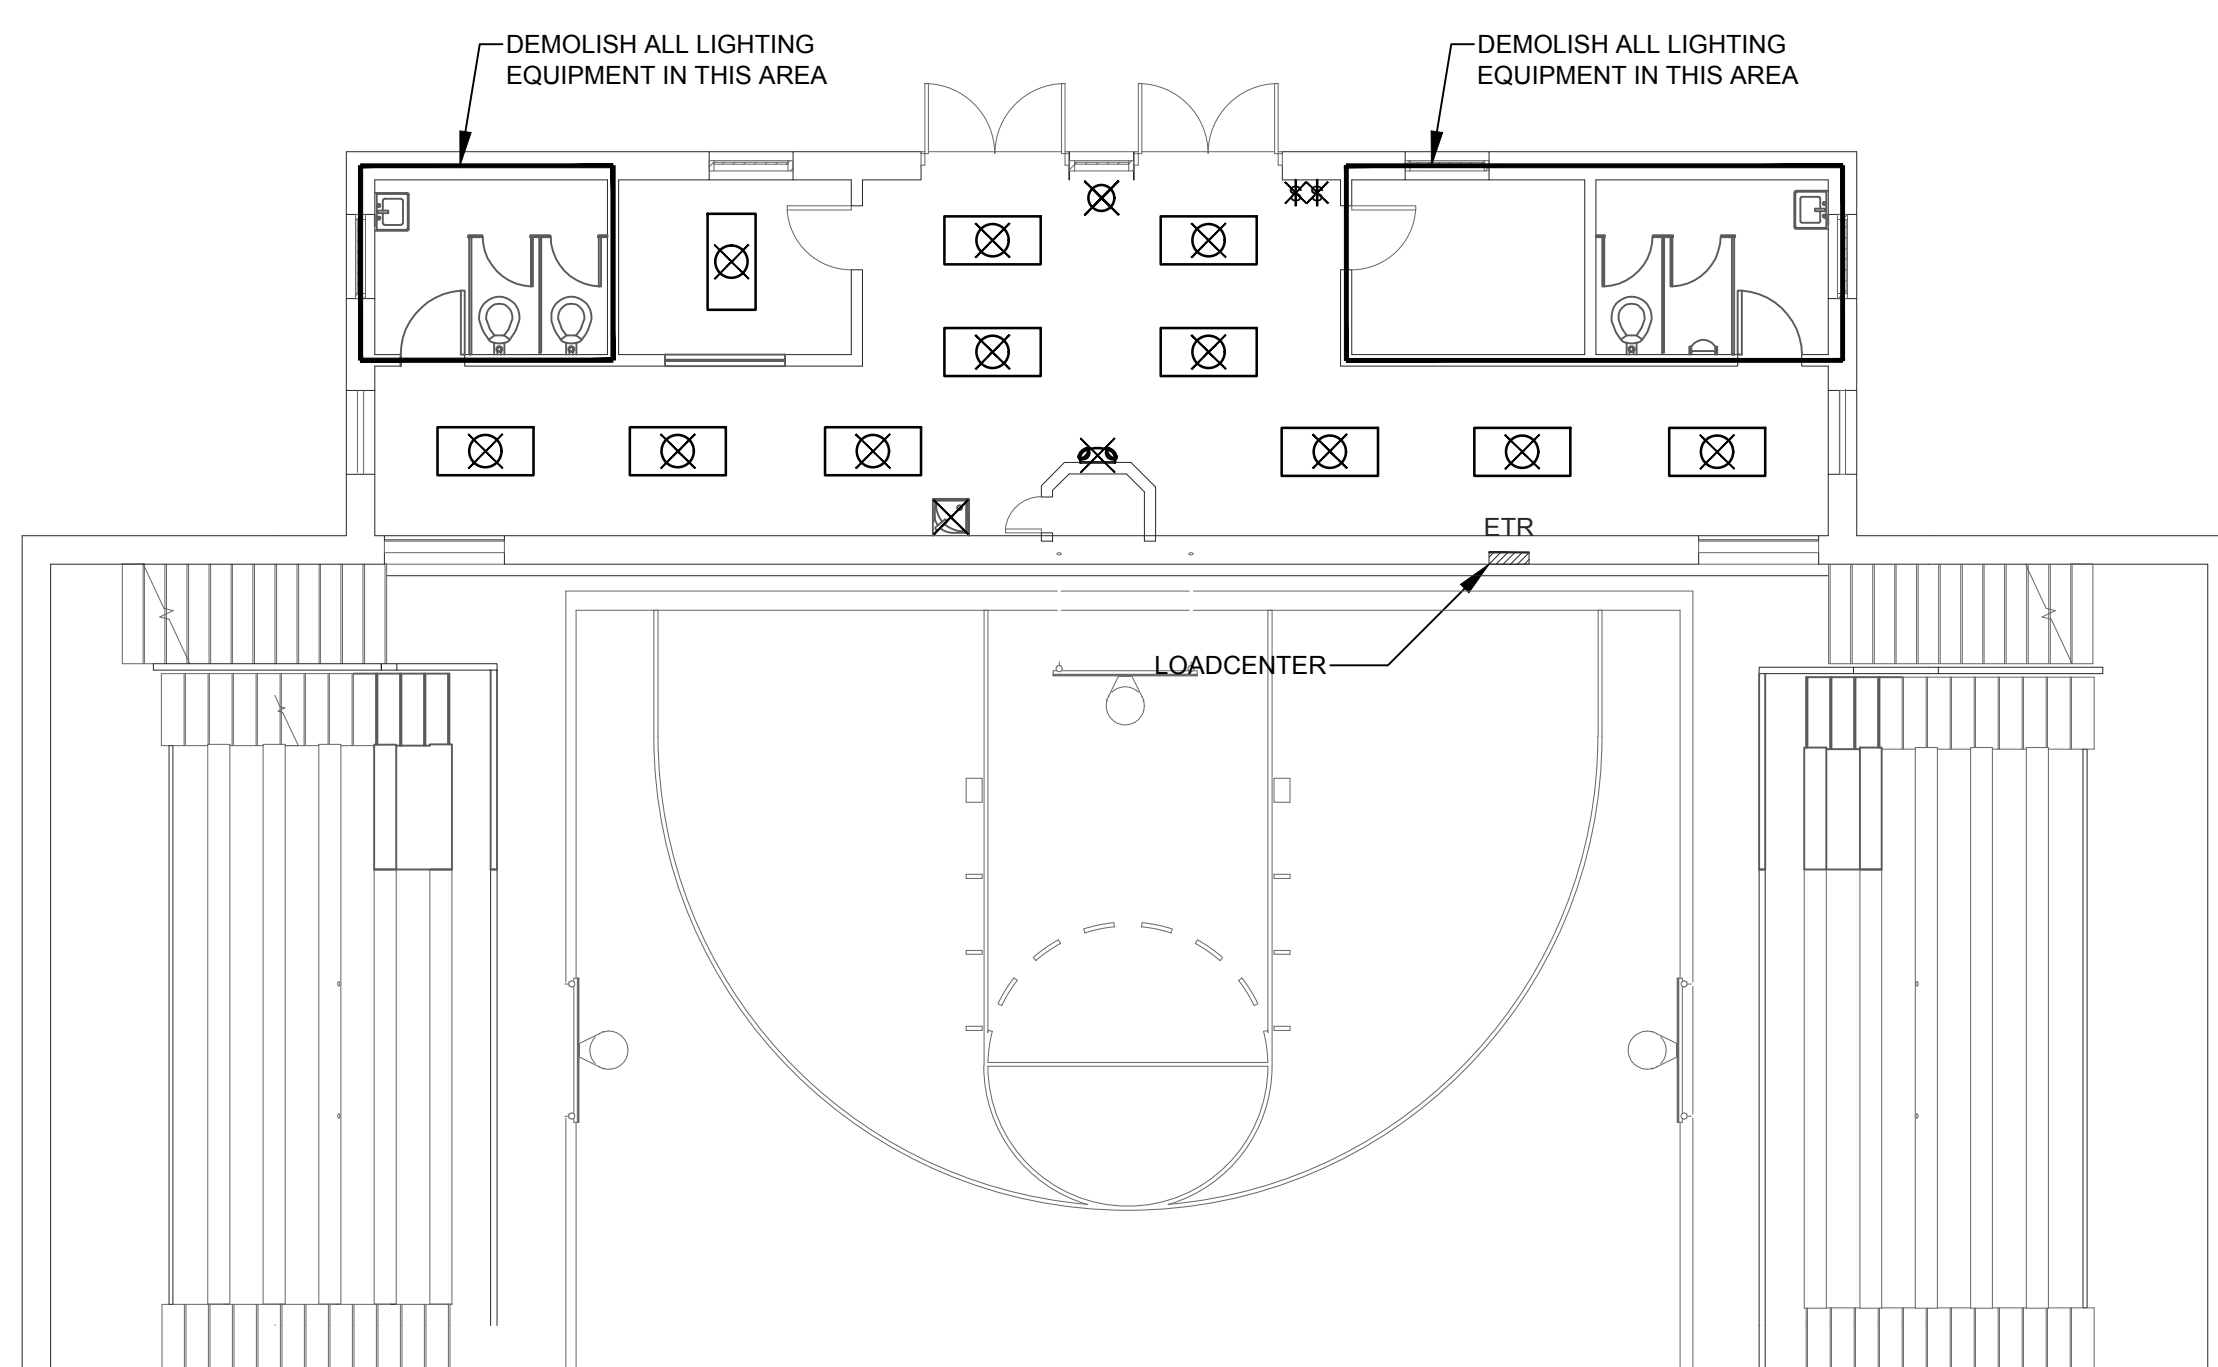 DEMOLISH ALL LIGHTING
EQUIPMENT IN THIS AREA
DEMOLISH ALL LIGHTING
EQUIPMENT IN THIS AREA
ETR
LOADCENTER